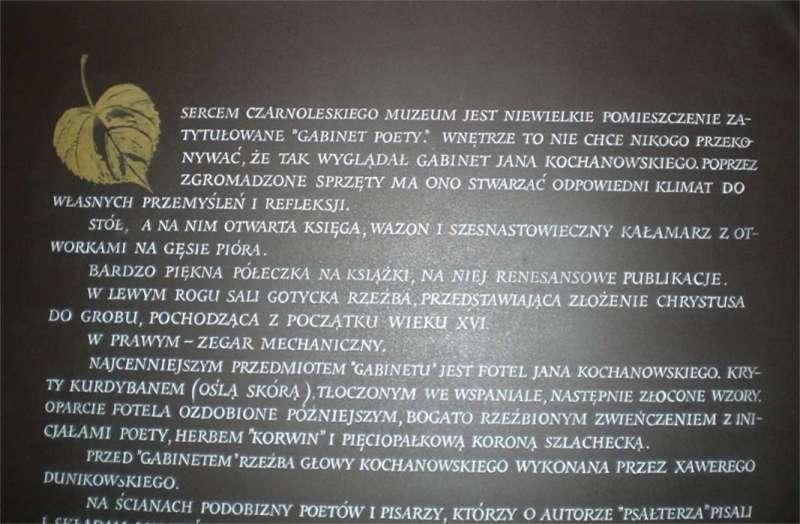 SERCEM CZARNOLESKIEGO MUZEUM JEST NIEWIELKIE POMIESZCZENIE ZA-
TYTUŁOWANE "GABINET POETY." WNĘTRZE TO NIE CHCE NIKOGO PRZEKO-
NYWAĆ, ŻE TAK WYGLĄDAŁ GABINET JANA KOCHANOWSKIEGO. POPRZEZ
ZGROMADZONE SPRZĘTY MA ONO STWARZAĆ ODPOWIEDNI KLIMAT DO
WŁASNYCH PRZEMYŚLEŃ I REFLEKSJI.
STÓŁ, A NA NIM OTWARTA KSIĘGA, WAZON I SZESNASTOWIECZNY KAŁAMARZ Z OT-
WORKAMI NA GĘSIE PIÓRA.
BARDZO PIĘKNA PÓŁECZKA NA KSIĄŻKI, NA NIEJ RENESANSOWE PUBLIKACJE.
W LEWYM ROGU SALI GOTYCKA RZEŹBA, PRZEDSTAWIAJĄCA ZŁOŻENIE CHRYSTUSA
DO GROBU, POCHODZĄCA Z POCZĄTKU WIEKU XVI.
W PRAWYM - ZEGAR MECHANICZNY.
NAJCENNIEJSZYM PRZEDMIOTEM "GABINETU" JEST FOTEL JANA KOCHANOWSKIEGO. KRY-
TY KURDYBANEM (OŚLĄ SKÓRĄ), TŁOCZONYM WE WSPANIALE, NASTĘPNIE ZŁOCONE WZORY.
OPARCIE FOTELA OZDOBIONE PÓŹNIEJSZYM, BOGATO RZEŹBIONYM ZWIEŃCZENIEM Z INI-
CJAŁAMI POETY, HERBEM "KORWIN" I PIĘCIOPAŁKOWĄ KORONĄ SZLACHECKĄ.
PRZED "GABINETEM" RZEŹBA GŁOWY KOCHANOWSKIEGO WYKONANA PRZEZ XAWEREGO
DUNIKOWSKIEGO.
NA ŚCIANACH PODOBIZNY POETÓW I PISARZY, KTÓRZY O AUTORZE "PSAŁTERZA" PISALI